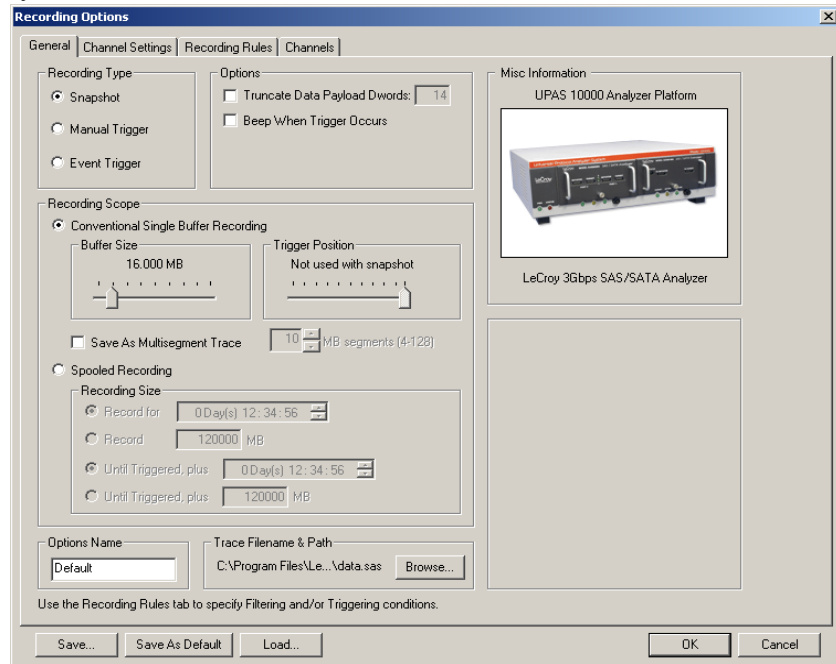 Recording Options
General
Channel Settings
Recording Rules
Channels
Recording Type
Snapshot
Manual Trigger
Event Trigger
Options
Truncate Data Payload Dwords: 14
Beep When Trigger Occurs
Misc Information
UPAS 10000 Analyzer Platform
LeCroy
LeCroy 3Gbps SAS/SATA Analyzer
Recording Scope
Conventional Single Buffer Recording
Buffer Size
16.000 MB
Trigger Position
Not used with snapshot
Save As Multisegment Trace
10 MB segments (4-128)
Spooled Recording
Recording Size
Record for 0 Day(s) 12:34:56
Record 120000 MB
Until Triggered, plus 0 Day(s) 12:34:56
Until Triggered, plus 120000 MB
Options Name
Default
Trace Filename & Path
C:\Program Files\Le...\data.sas
Browse...
Use the Recording Rules tab to specify Filtering and/or Triggering conditions.
Save...
Save As Default
Load...
OK
Cancel